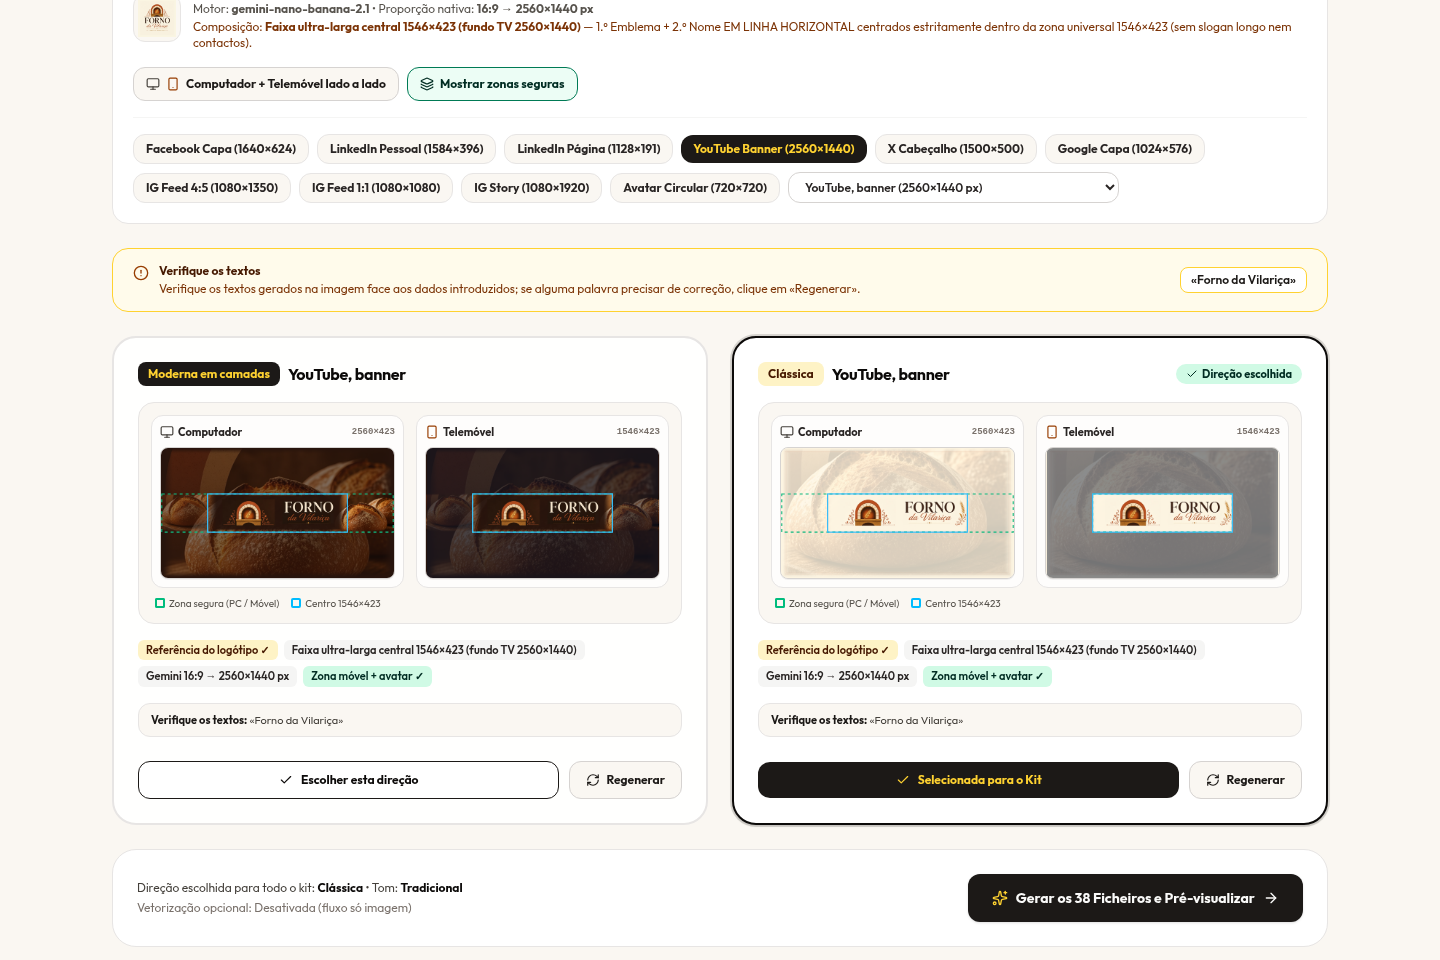 FORNO
Motor: gemini-nano-banana-2.1 • Proporção nativa: 16:9 → 2560×1440 px
Composição: Faixa ultra-larga central 1546×423 (fundo TV 2560×1440) — 1.º Emblema + 2.º Nome EM LINHA HORIZONTAL centrados estritamente dentro da zona universal 1546×423 (sem slogan longo nem
contactos).
Computador + Telemóvel lado a lado
Mostrar zonas seguras
Facebook Capa (1640×624)
LinkedIn Pessoal (1584×396)
LinkedIn Página (1128×191)
YouTube Banner (2560×1440)
X Cabeçalho (1500×500)
Google Capa (1024×576)
IG Feed 4:5 (1080×1350)
IG Feed 1:1 (1080×1080)
IG Story (1080×1920)
Avatar Circular (720×720)
YouTube, banner (2560×1440 px)
Verifique os textos
Verifique os textos gerados na imagem face aos dados introduzidos; se alguma palavra precisar de correção, clique em «Regenerar».
«Forno da Vilariça»
Moderna em camadas
YouTube, banner
Computador
2560×423
FORNO
da Vilariça
Telemóvel
1546×423
FORNO
da Vilariça
Zona segura (PC / Móvel)
Centro 1546×423
Referência do logótipo ✓
Faixa ultra-larga central 1546×423 (fundo TV 2560×1440)
Gemini 16:9 → 2560×1440 px
Zona móvel + avatar ✓
Verifique os textos: «Forno da Vilariça»
Escolher esta direção
Regenerar
Clássica
YouTube, banner
Direção escolhida
Computador
2560×423
FORNO
da Vilariça
Telemóvel
1546×423
FORNO
da Vilariça
Zona segura (PC / Móvel)
Centro 1546×423
Referência do logótipo ✓
Faixa ultra-larga central 1546×423 (fundo TV 2560×1440)
Gemini 16:9 → 2560×1440 px
Zona móvel + avatar ✓
Verifique os textos: «Forno da Vilariça»
Selecionada para o Kit
Regenerar
Direção escolhida para todo o kit: Clássica • Tom: Tradicional
Vetorização opcional: Desativada (fluxo só imagem)
Gerar os 38 Ficheiros e Pré-visualizar